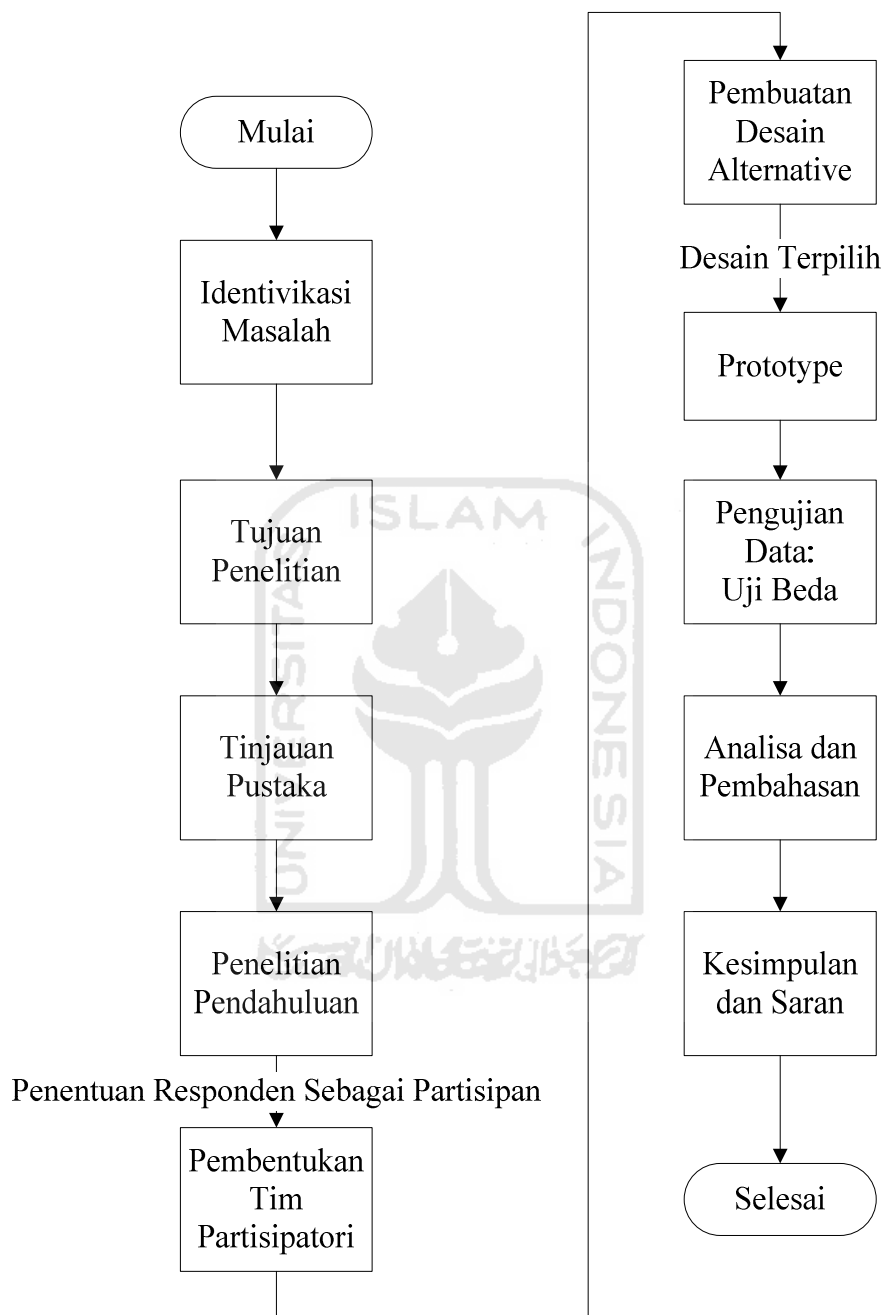 Mulai
Identivikasi
Masalah
Tujuan
Penelitian
Tinjauan
Pustaka
Penelitian
Pendahuluan
Penentuan Responden Sebagai Partisipan
Pembentukan
Tim
Partisipatori
Pembuatan
Desain
Alternative
Desain Terpilih
Prototype
Pengujian
Data:
Uji Beda
Analisa dan
Pembahasan
Kesimpulan
dan Saran
Selesai
UNIVERSITAS
ISLAM
INDONESIA